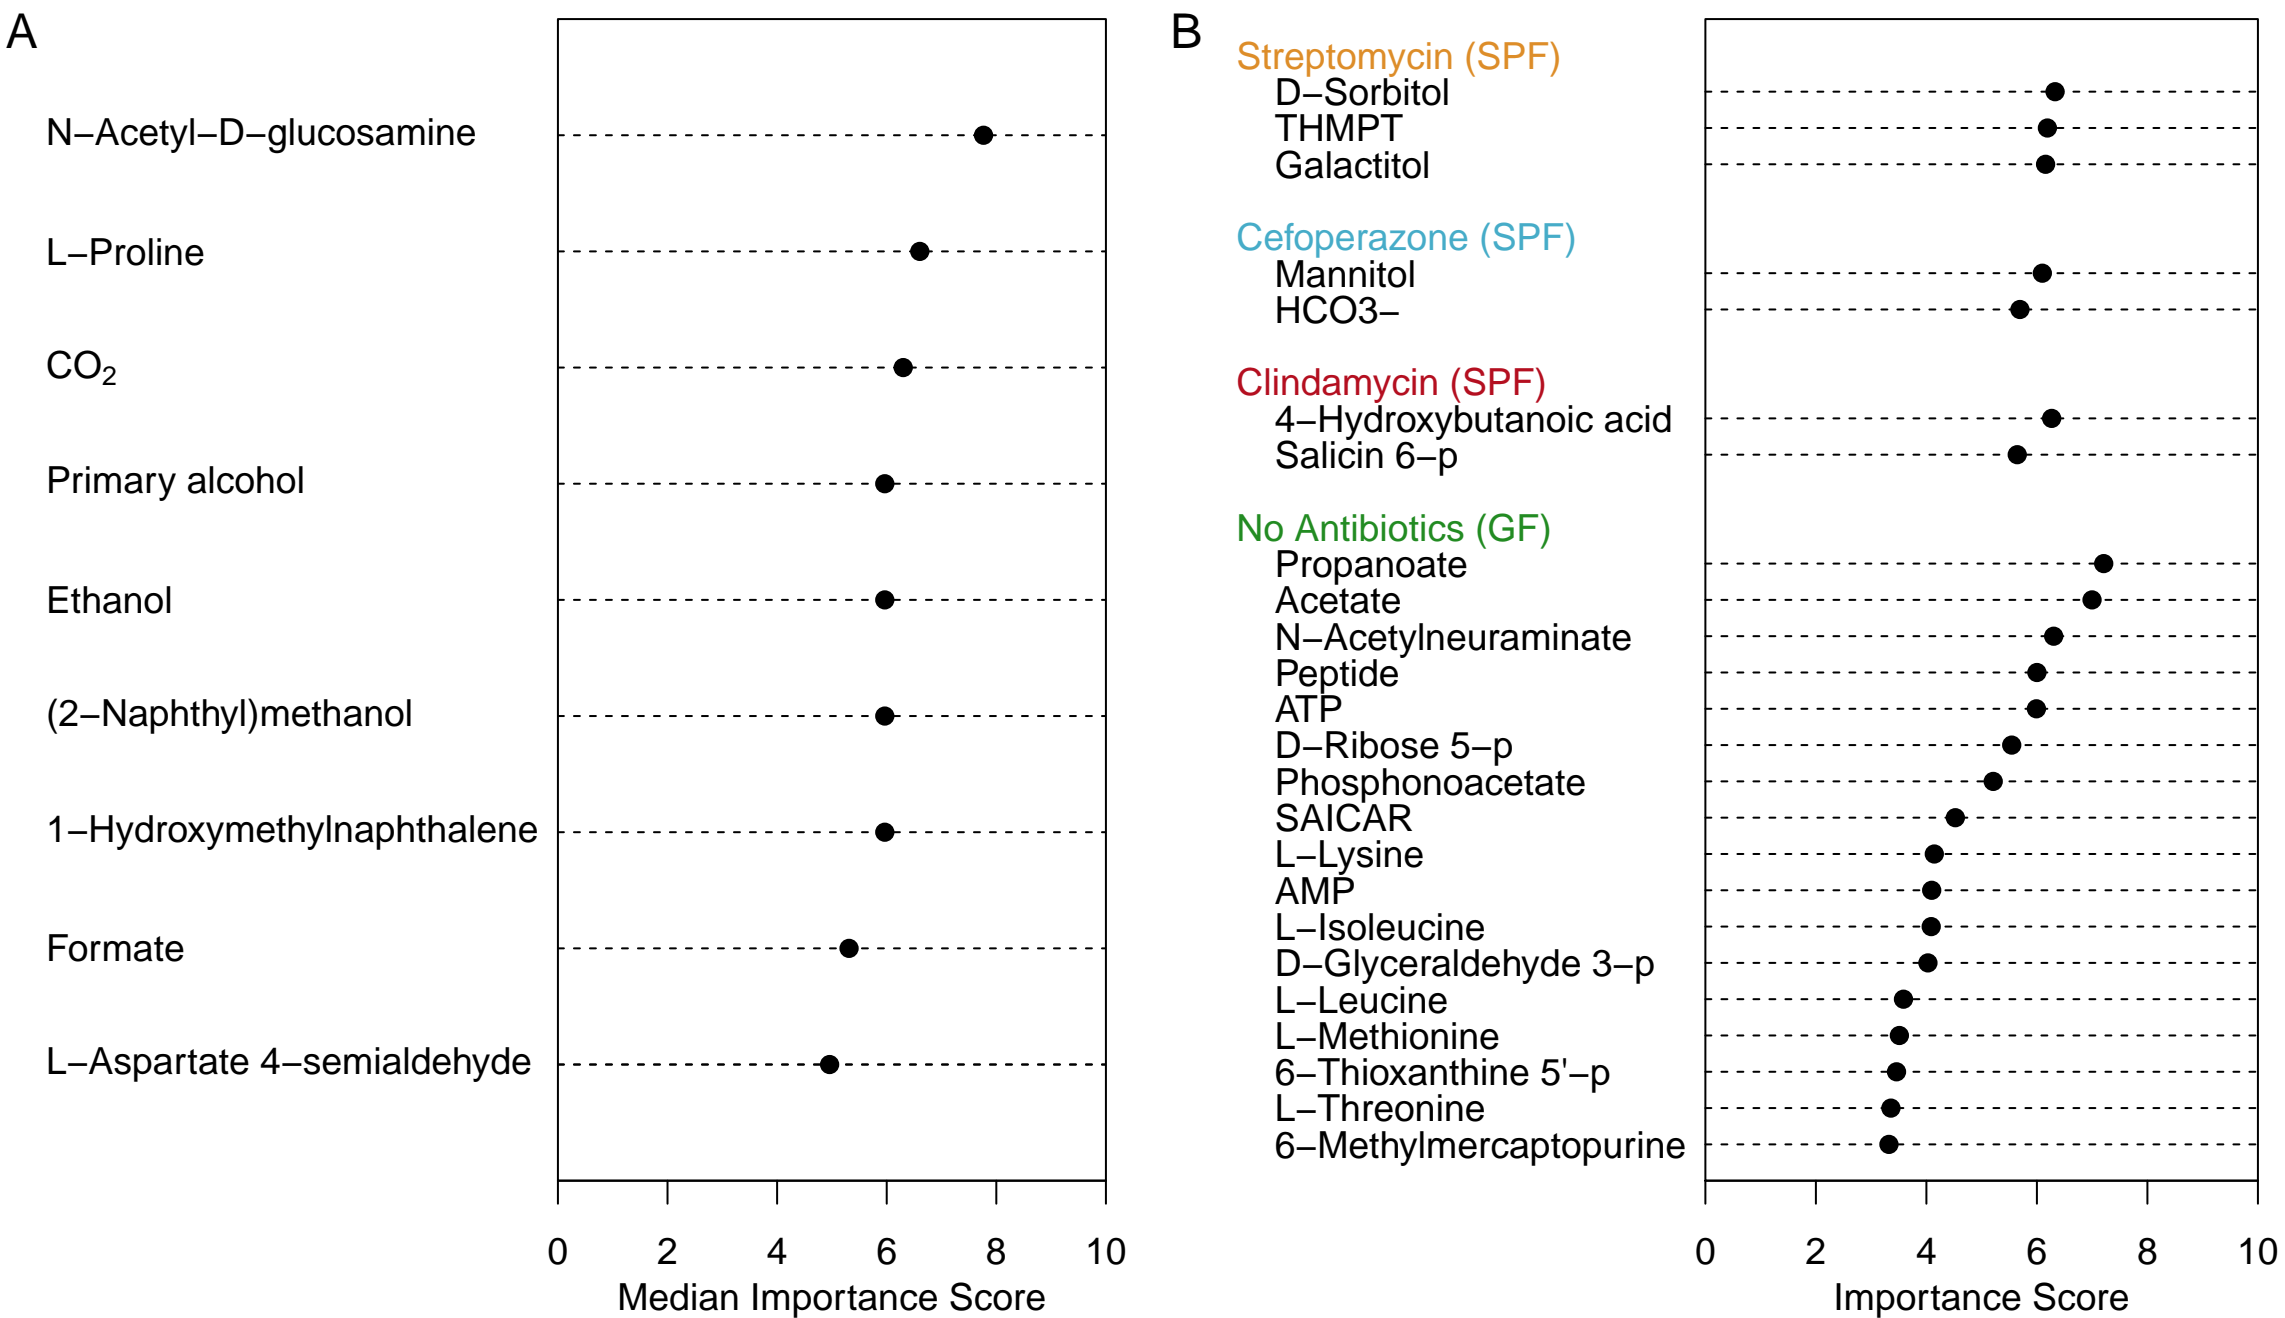 A
N–Acetyl–D–glucosamine
L–Proline
CO₂
Primary alcohol
Ethanol
(2–Naphthyl)methanol
1–Hydroxymethylnaphthalene
Formate
L–Aspartate 4–semialdehyde
0 2 4 6 8 10
Median Importance Score
B
Streptomycin (SPF)
D–Sorbitol
THMPT
Galactitol
Cefoperazone (SPF)
Mannitol
HCO3–
Clindamycin (SPF)
4–Hydroxybutanoic acid
Salicin 6–p
No Antibiotics (GF)
Propanoate
Acetate
N–Acetylneuraminate
Peptide
ATP
D–Ribose 5–p
Phosphonoacetate
SAICAR
L–Lysine
AMP
L–Isoleucine
D–Glyceraldehyde 3–p
L–Leucine
L–Methionine
6–Thioxanthine 5'–p
L–Threonine
6–Methylmercaptopurine
0 2 4 6 8 10
Importance Score